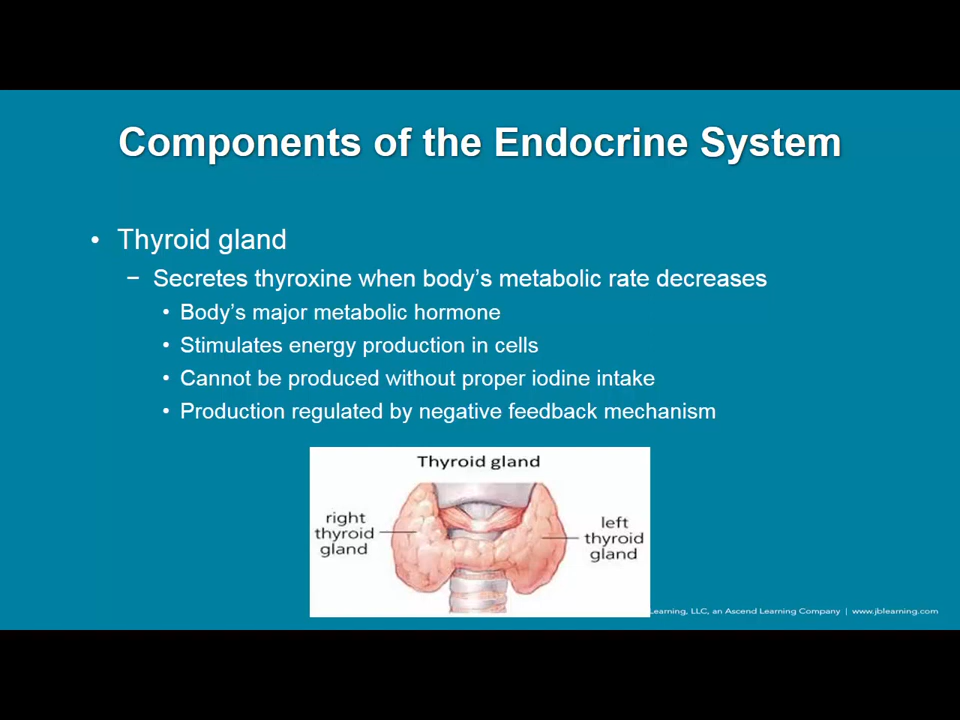 Components of the Endocrine System
• Thyroid gland
– Secretes thyroxine when body's metabolic rate decreases
• Body's major metabolic hormone
• Stimulates energy production in cells
• Cannot be produced without proper iodine intake
• Production regulated by negative feedback mechanism
Thyroid gland
right
thyroid
gland
left
thyroid
gland
Learning, LLC, an Ascend Learning Company | www.jblearning.com